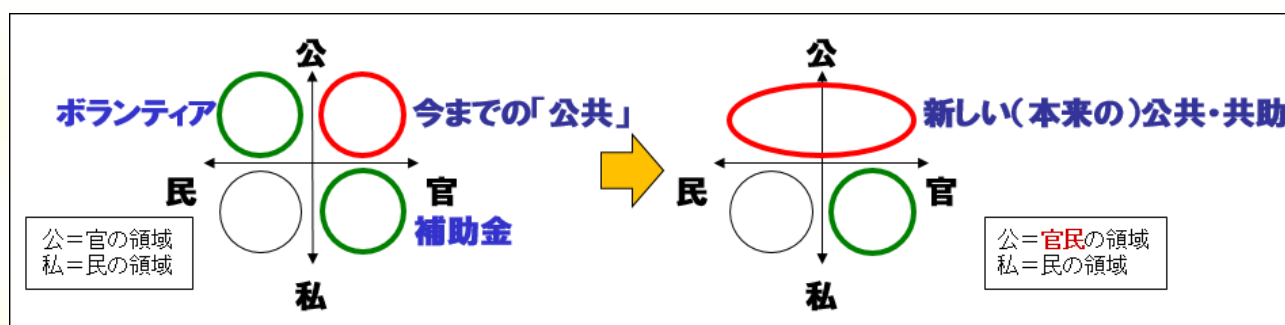 公
ボランティア
今までの「公共」
民
官
補助金
私
公＝官の領域
私＝民の領域
公
新しい（本来の）公共・共助
民
官
私
公＝官民の領域
私＝民の領域